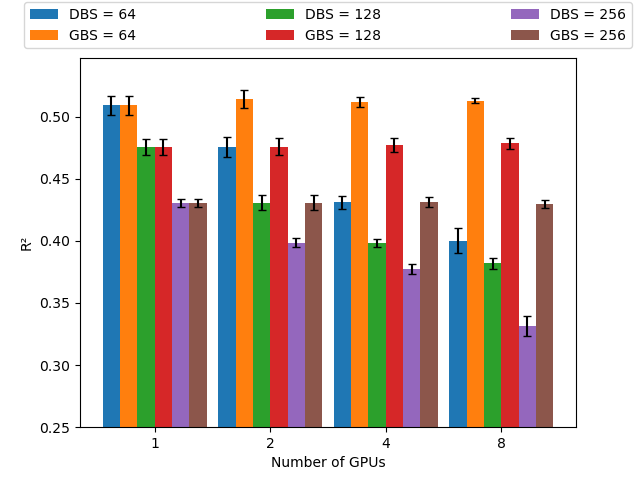 DBS = 64 DBS = 128 DBS = 256
GBS = 64 GBS = 128 GBS = 256
0.50
0.45
0.40
0.35
0.30
0.25
R²
1 2 4 8
Number of GPUs